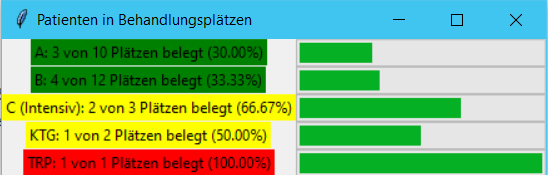 Patienten in Behandlungsplätzen
A: 3 von 10 Plätzen belegt (30.00%)
B: 4 von 12 Plätzen belegt (33.33%)
C (Intensiv): 2 von 3 Plätzen belegt (66.67%)
KTG: 1 von 2 Plätzen belegt (50.00%)
TRP: 1 von 1 Plätzen belegt (100.00%)